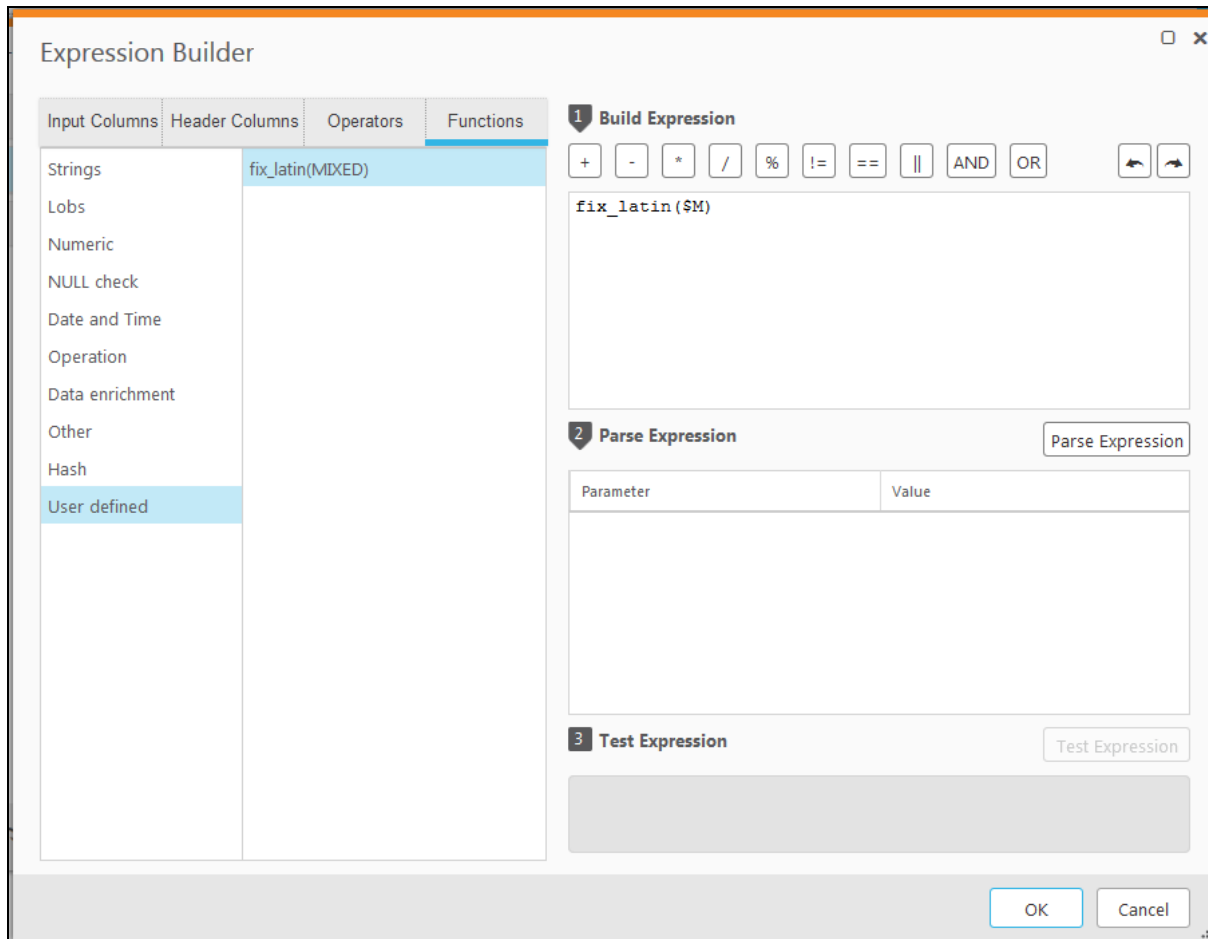 Expression Builder
Input Columns Header Columns Operators Functions
Strings
Lobs
Numeric
NULL check
Date and Time
Operation
Data enrichment
Other
Hash
User defined
fix_latin(MIXED)
1 Build Expression
+ - * / % != == || AND OR
fix_latin($M)
2 Parse Expression
Parse Expression
Parameter Value
3 Test Expression
Test Expression
OK Cancel